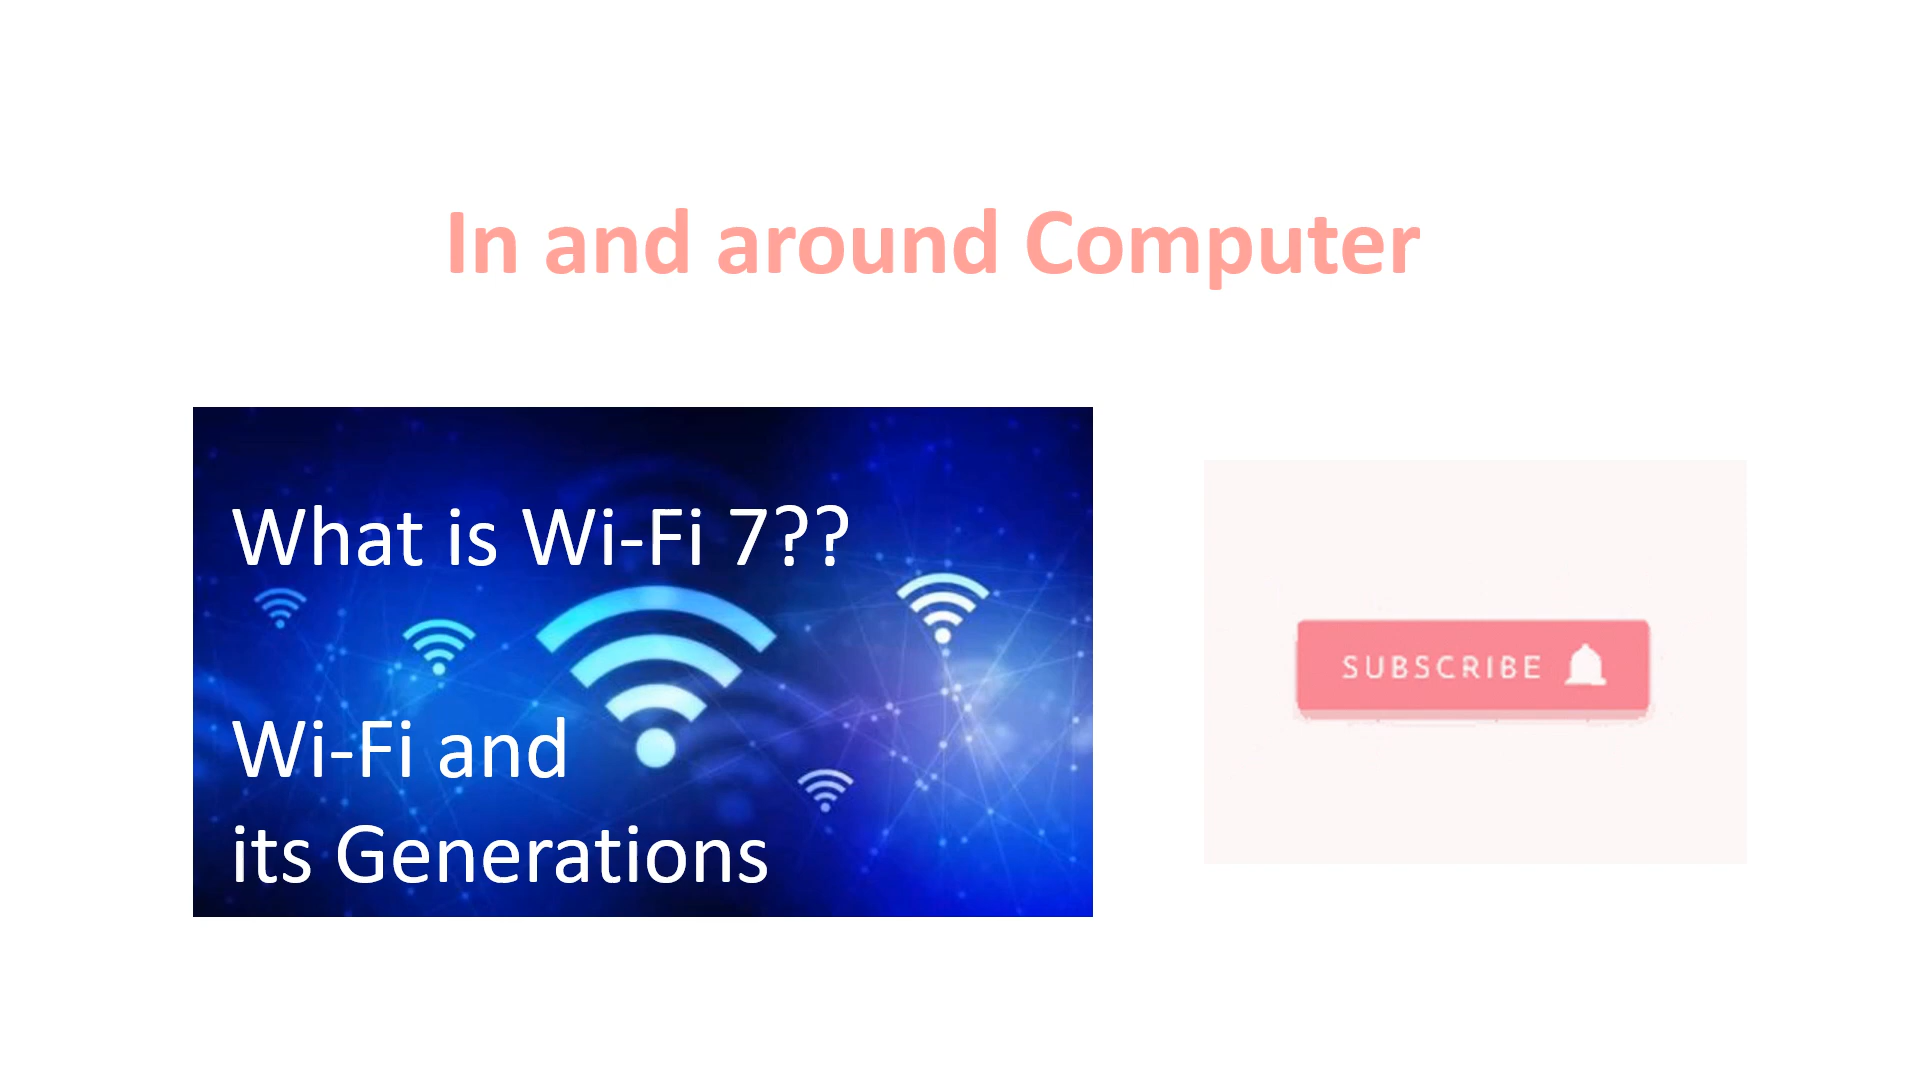 In and around Computer
What is Wi-Fi 7??
Wi-Fi and
its Generations
SUBSCRIBE